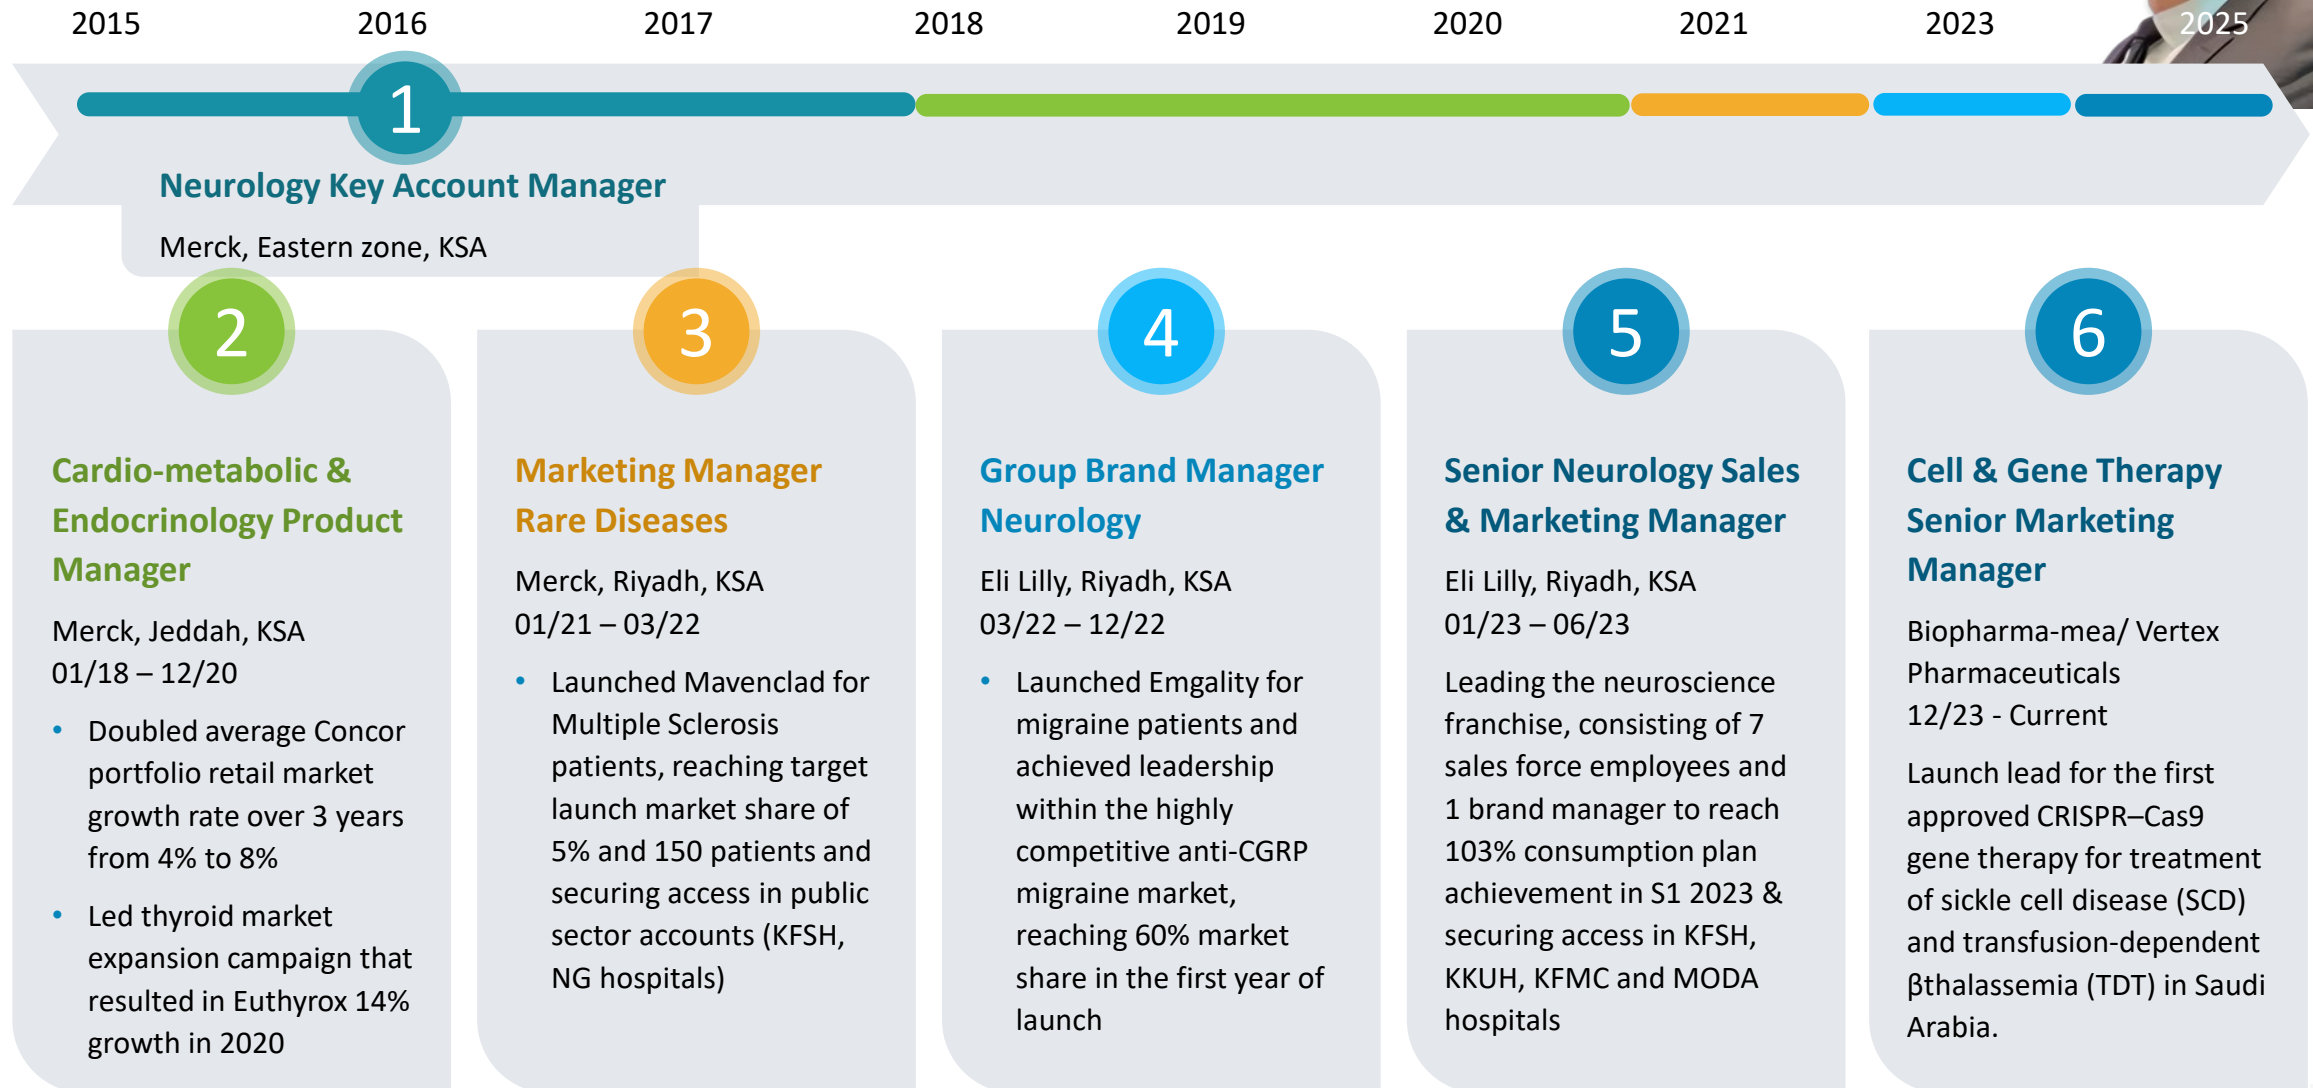 2015 2016 2017 2018 2019 2020 2021 2023 2025
1
Neurology Key Account Manager
Merck, Eastern zone, KSA
2
Cardio-metabolic &
Endocrinology Product
Manager
Merck, Jeddah, KSA
01/18 – 12/20
• Doubled average Concor
portfolio retail market
growth rate over 3 years
from 4% to 8%
• Led thyroid market
expansion campaign that
resulted in Euthyrox 14%
growth in 2020
3
Marketing Manager
Rare Diseases
Merck, Riyadh, KSA
01/21 – 03/22
• Launched Mavenclad for
Multiple Sclerosis
patients, reaching target
launch market share of
5% and 150 patients and
securing access in public
sector accounts (KFSH,
NG hospitals)
4
Group Brand Manager
Neurology
Eli Lilly, Riyadh, KSA
03/22 – 12/22
• Launched Emgality for
migraine patients and
achieved leadership
within the highly
competitive anti-CGRP
migraine market,
reaching 60% market
share in the first year of
launch
5
Senior Neurology Sales
& Marketing Manager
Eli Lilly, Riyadh, KSA
01/23 – 06/23
Leading the neuroscience
franchise, consisting of 7
sales force employees and
1 brand manager to reach
103% consumption plan
achievement in S1 2023 &
securing access in KFSH,
KKUH, KFMC and MODA
hospitals
6
Cell & Gene Therapy
Senior Marketing
Manager
Biopharma-mea/ Vertex
Pharmaceuticals
12/23 - Current
Launch lead for the first
approved CRISPR–Cas9
gene therapy for treatment
of sickle cell disease (SCD)
and transfusion-dependent
βthalassemia (TDT) in Saudi
Arabia.